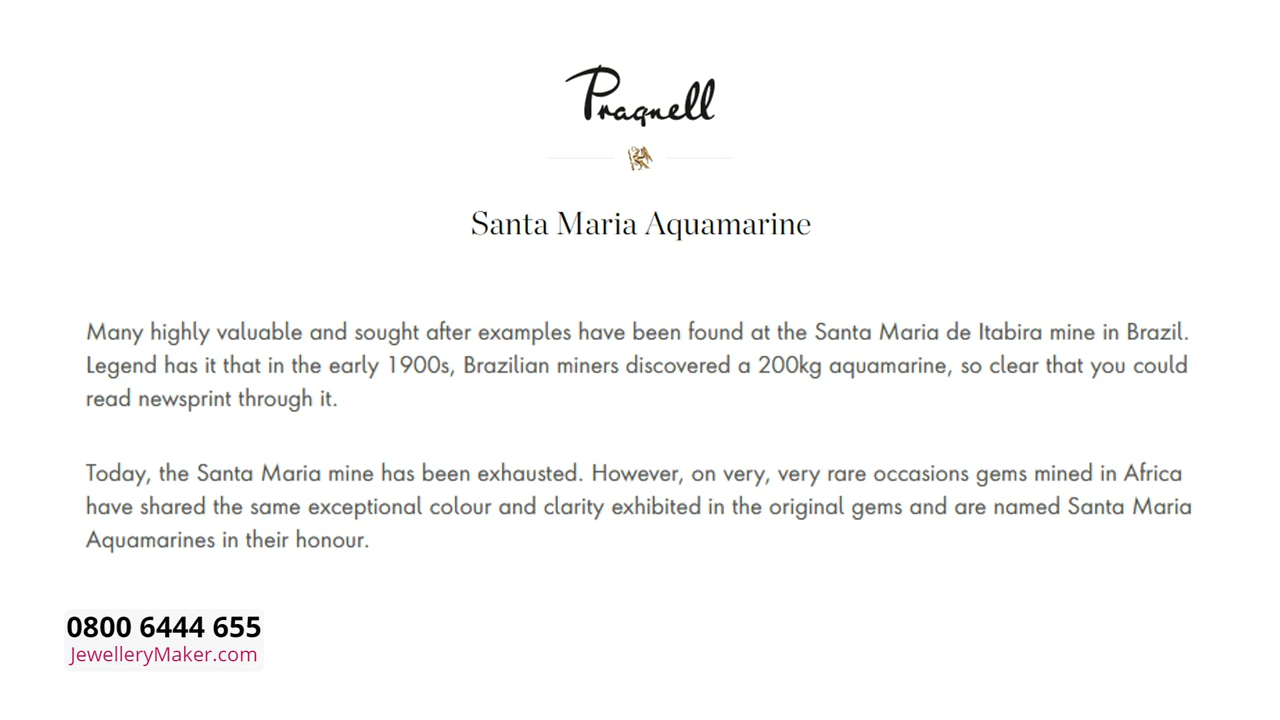 Pragnell
Santa Maria Aquamarine
Many highly valuable and sought after examples have been found at the Santa Maria de Itabira mine in Brazil.
Legend has it that in the early 1900s, Brazilian miners discovered a 200kg aquamarine, so clear that you could
read newsprint through it.
Today, the Santa Maria mine has been exhausted. However, on very, very rare occasions gems mined in Africa
have shared the same exceptional colour and clarity exhibited in the original gems and are named Santa Maria
Aquamarines in their honour.
0800 6444 655
JewelleryMaker.com